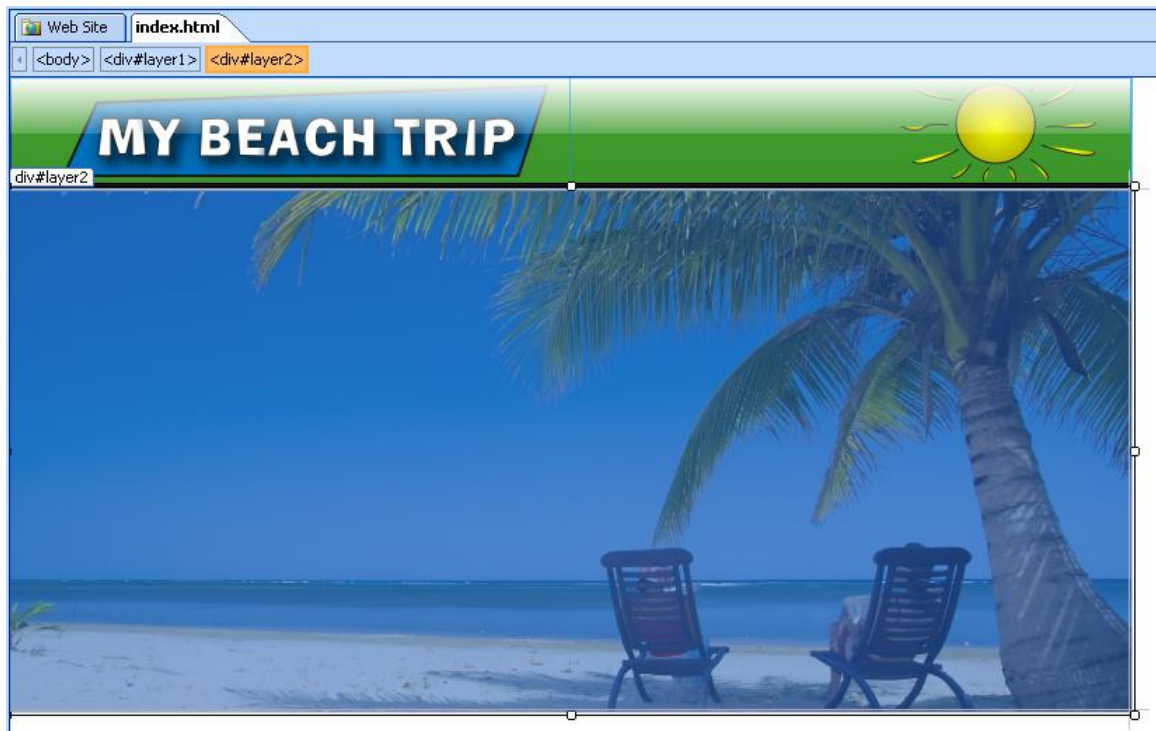 Web Site index.html
<body> <div#layer1> <div#layer2>
MY BEACH TRIP
div#layer2